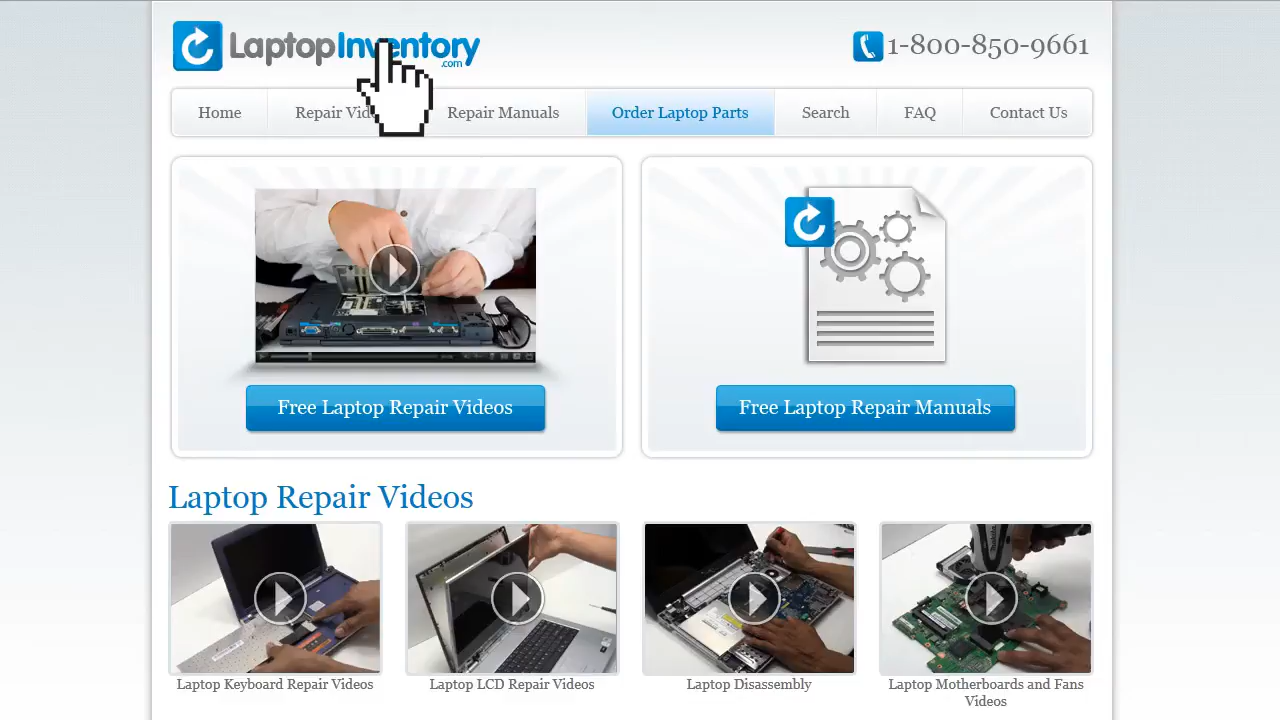 LaptopInventory
.com
1-800-850-9661
Home
Repair
Repair Manuals
Order Laptop Parts
Search
FAQ
Contact Us
Free Laptop Repair Videos
Free Laptop Repair Manuals
Laptop Repair Videos
Laptop Keyboard Repair Videos
Laptop LCD Repair Videos
Laptop Disassembly
Laptop Motherboards and Fans
Videos